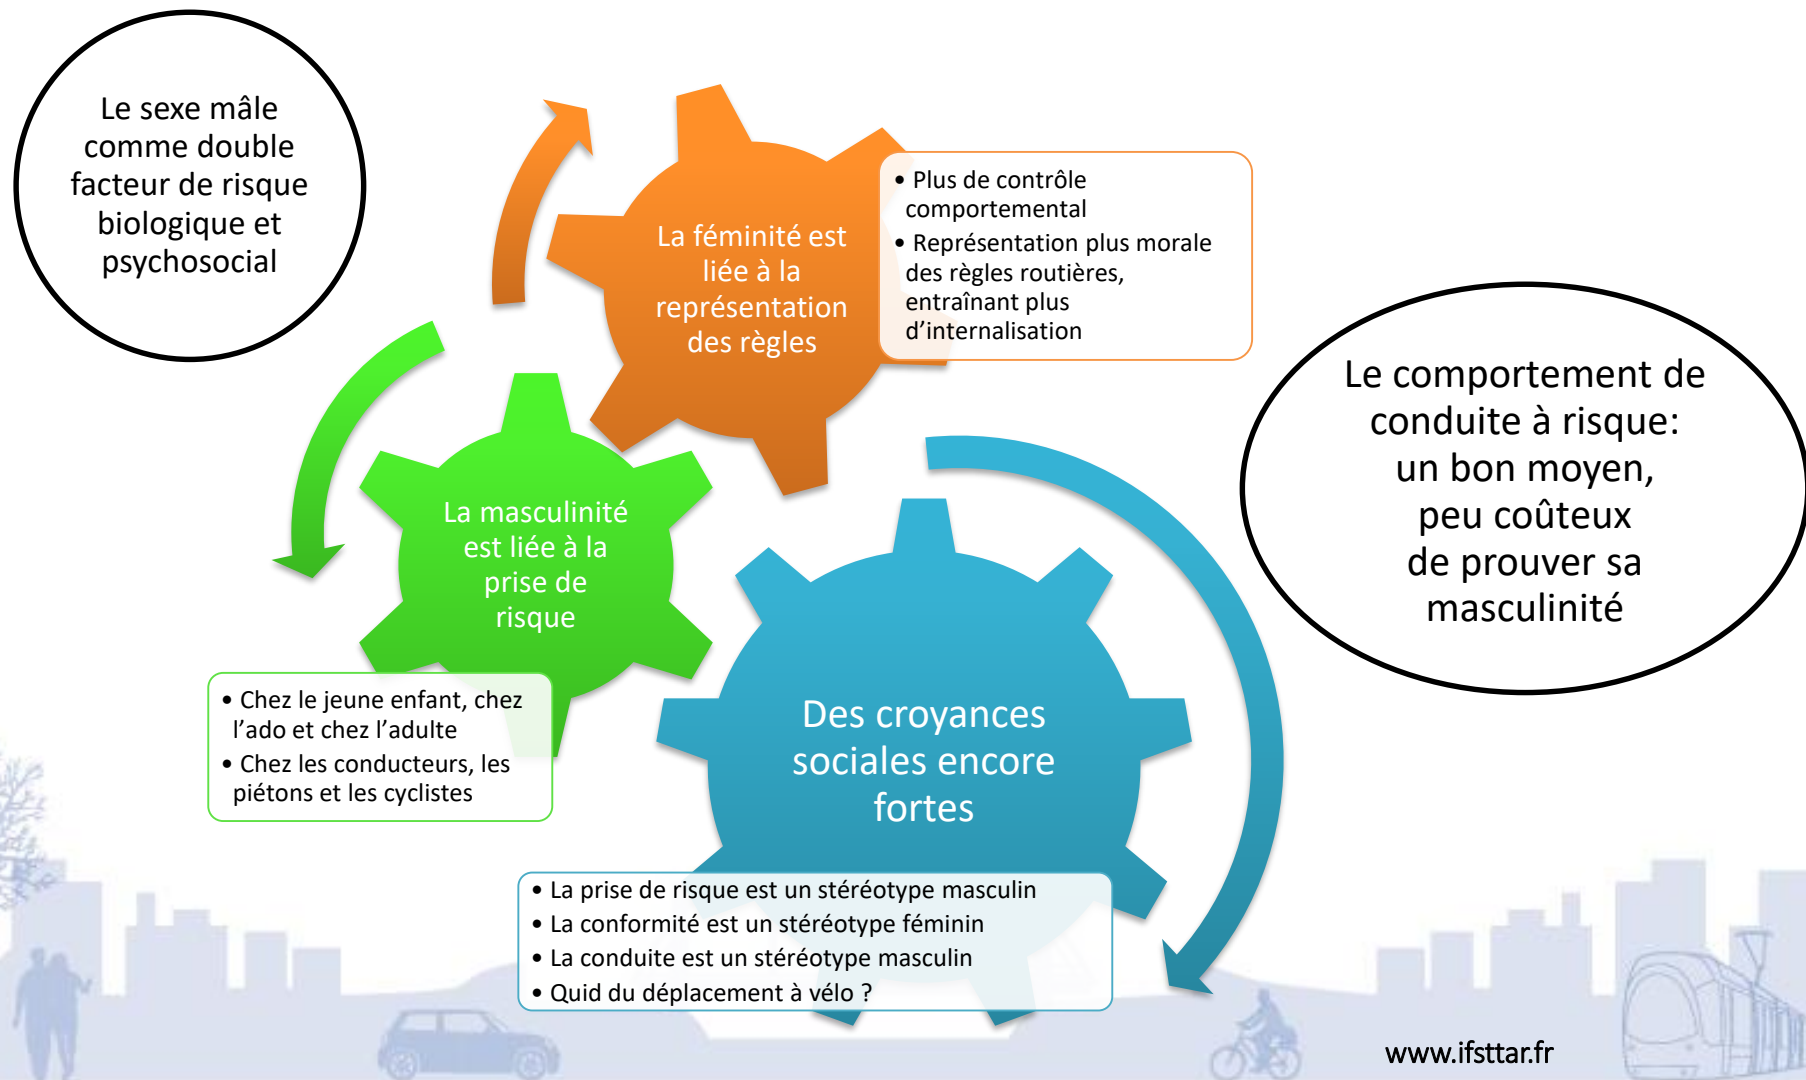 Le sexe mâle
comme double
facteur de risque
biologique et
psychosocial
La féminité est
liée à la
représentation
des règles
• Plus de contrôle
comportemental
• Représentation plus morale
des règles routières,
entraînant plus
d’internalisation
Le comportement de
conduite à risque:
un bon moyen,
peu coûteux
de prouver sa
masculinité
La masculinité
est liée à la
prise de
risque
• Chez le jeune enfant, chez
l’ado et chez l’adulte
• Chez les conducteurs, les
piétons et les cyclistes
Des croyances
sociales encore
fortes
• La prise de risque est un stéréotype masculin
• La conformité est un stéréotype féminin
• La conduite est un stéréotype masculin
• Quid du déplacement à vélo ?
www.ifsttar.fr